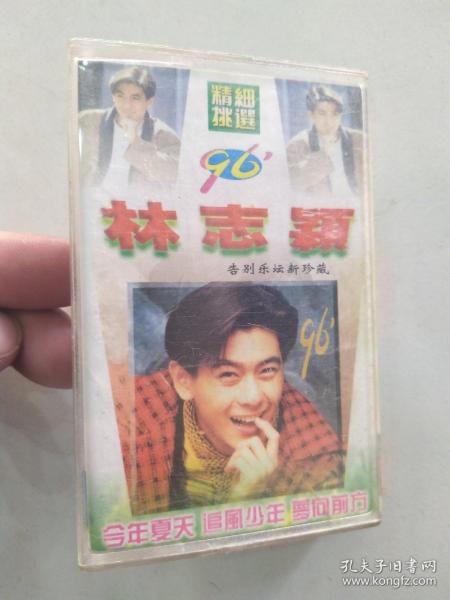 精細
挑選
96'
林志穎
告别乐坛新珍藏
96'
今年夏天 追風少年 夢向前方
孔夫子旧书网
www.kongfz.com